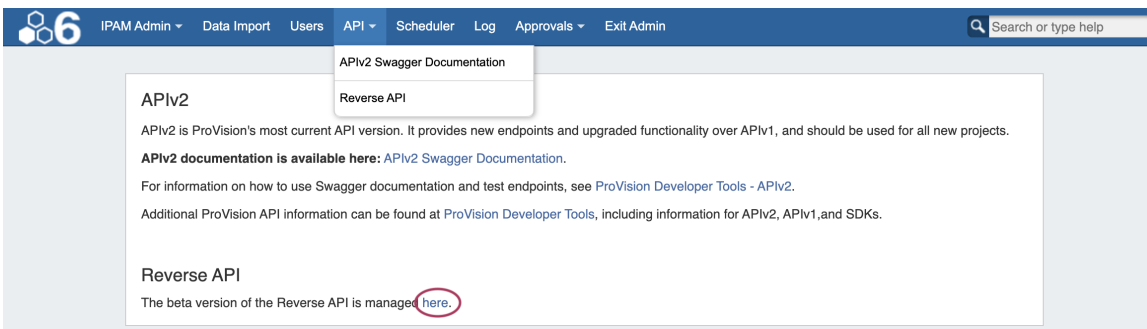 6 IPAM Admin Data Import Users API Scheduler Log Approvals Exit Admin Search or type help
APIv2 Swagger Documentation
Reverse API
APIv2
APIv2 is ProVision's most current API version. It provides new endpoints and upgraded functionality over APIv1, and should be used for all new projects.
APIv2 documentation is available here: APIv2 Swagger Documentation.
For information on how to use Swagger documentation and test endpoints, see ProVision Developer Tools - APIv2.
Additional ProVision API information can be found at ProVision Developer Tools, including information for APIv2, APIv1,and SDKs.
Reverse API
The beta version of the Reverse API is managed here.